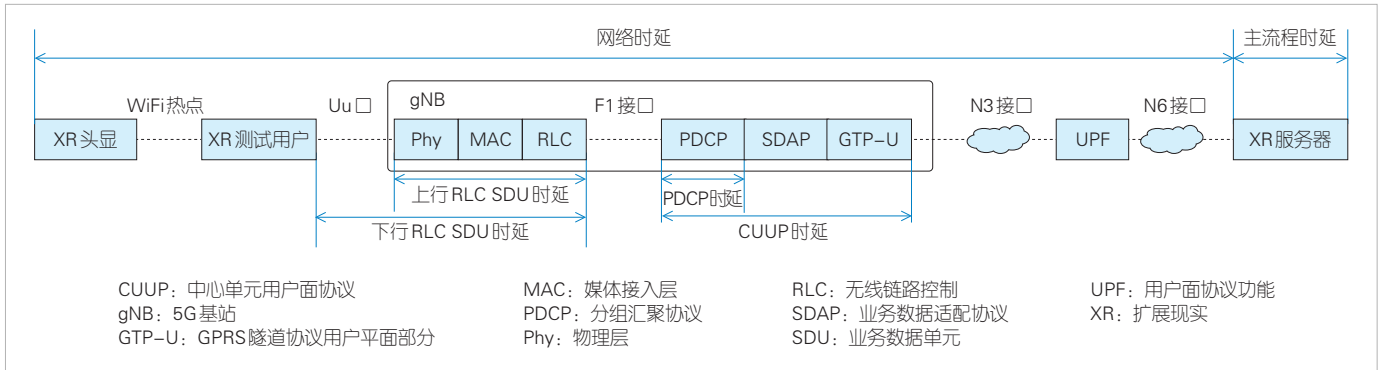 网络时延 主流程时延
WiFi热点 Uu口 gNB F1接口 N3接口 N6接口
XR头显 XR测试用户 Phy MAC RLC PDCP SDAP GTP-U UPF XR服务器
上行RLC SDU时延 PDCP时延
下行RLC SDU时延 CUUP时延
CUUP：中心单元用户面协议 MAC：媒体接入层 RLC：无线链路控制 UPF：用户面协议功能
gNB：5G基站 PDCP：分组汇聚协议 SDAP：业务数据适配协议 XR：扩展现实
GTP-U：GPRS隧道协议用户平面部分 Phy：物理层 SDU：业务数据单元